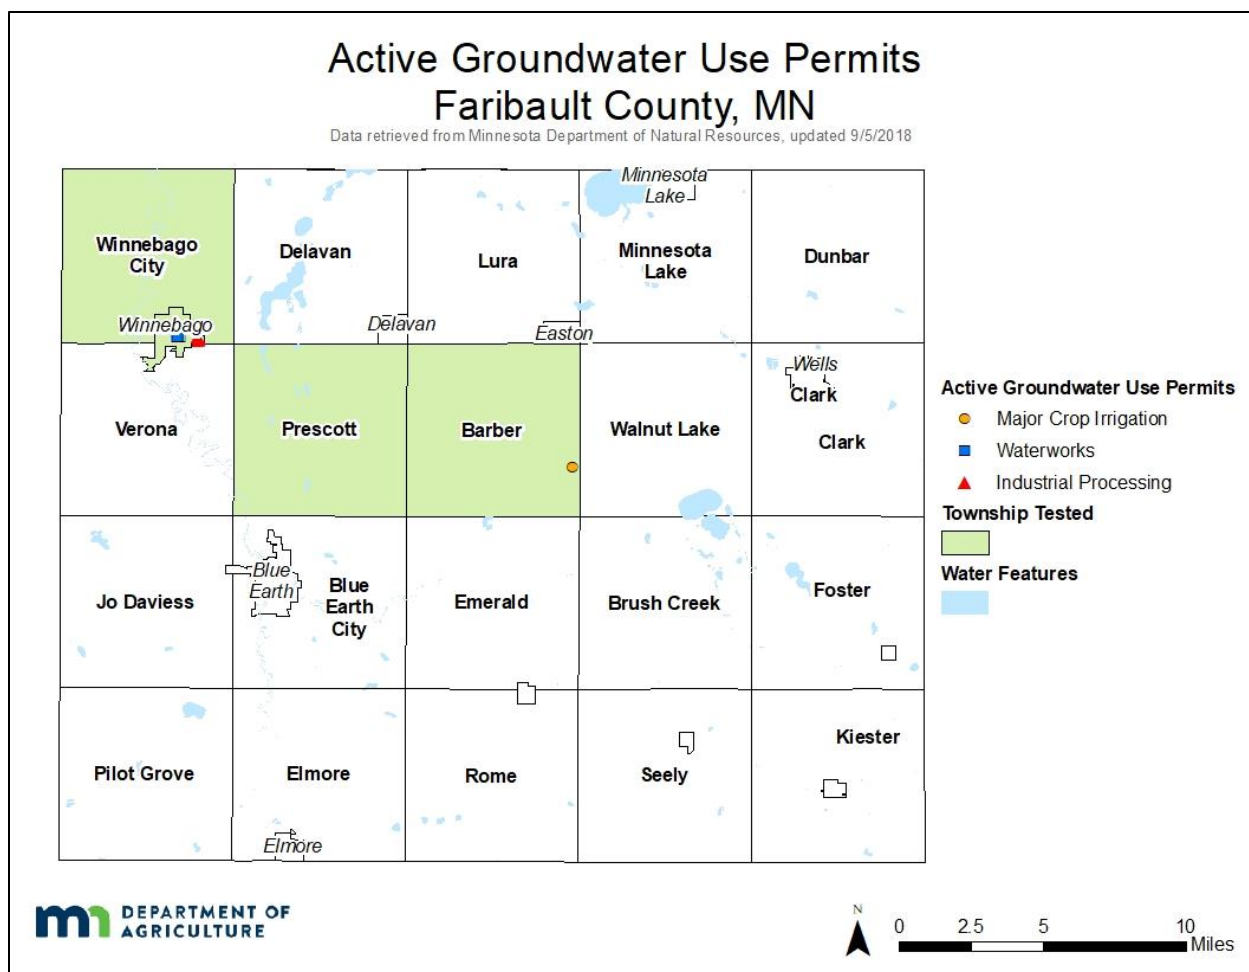 Active Groundwater Use Permits
Faribault County, MN
Data retrieved from Minnesota Department of Natural Resources, updated 9/5/2018
Minnesota
Lake
Winnebago
City
Delavan
Lura
Minnesota
Lake
Dunbar
Winnebago
Delavan
Easton
Wells
Clark
Verona
Prescott
Barber
Walnut Lake
Clark
Blue
Earth
Jo Daviess
Blue
Earth
City
Emerald
Brush Creek
Foster
Pilot Grove
Elmore
Rome
Seely
Kiester
Elmore
Active Groundwater Use Permits
Major Crop Irrigation
Waterworks
Industrial Processing
Township Tested
Water Features
mn DEPARTMENT OF
AGRICULTURE
N
0 2.5 5 10
Miles